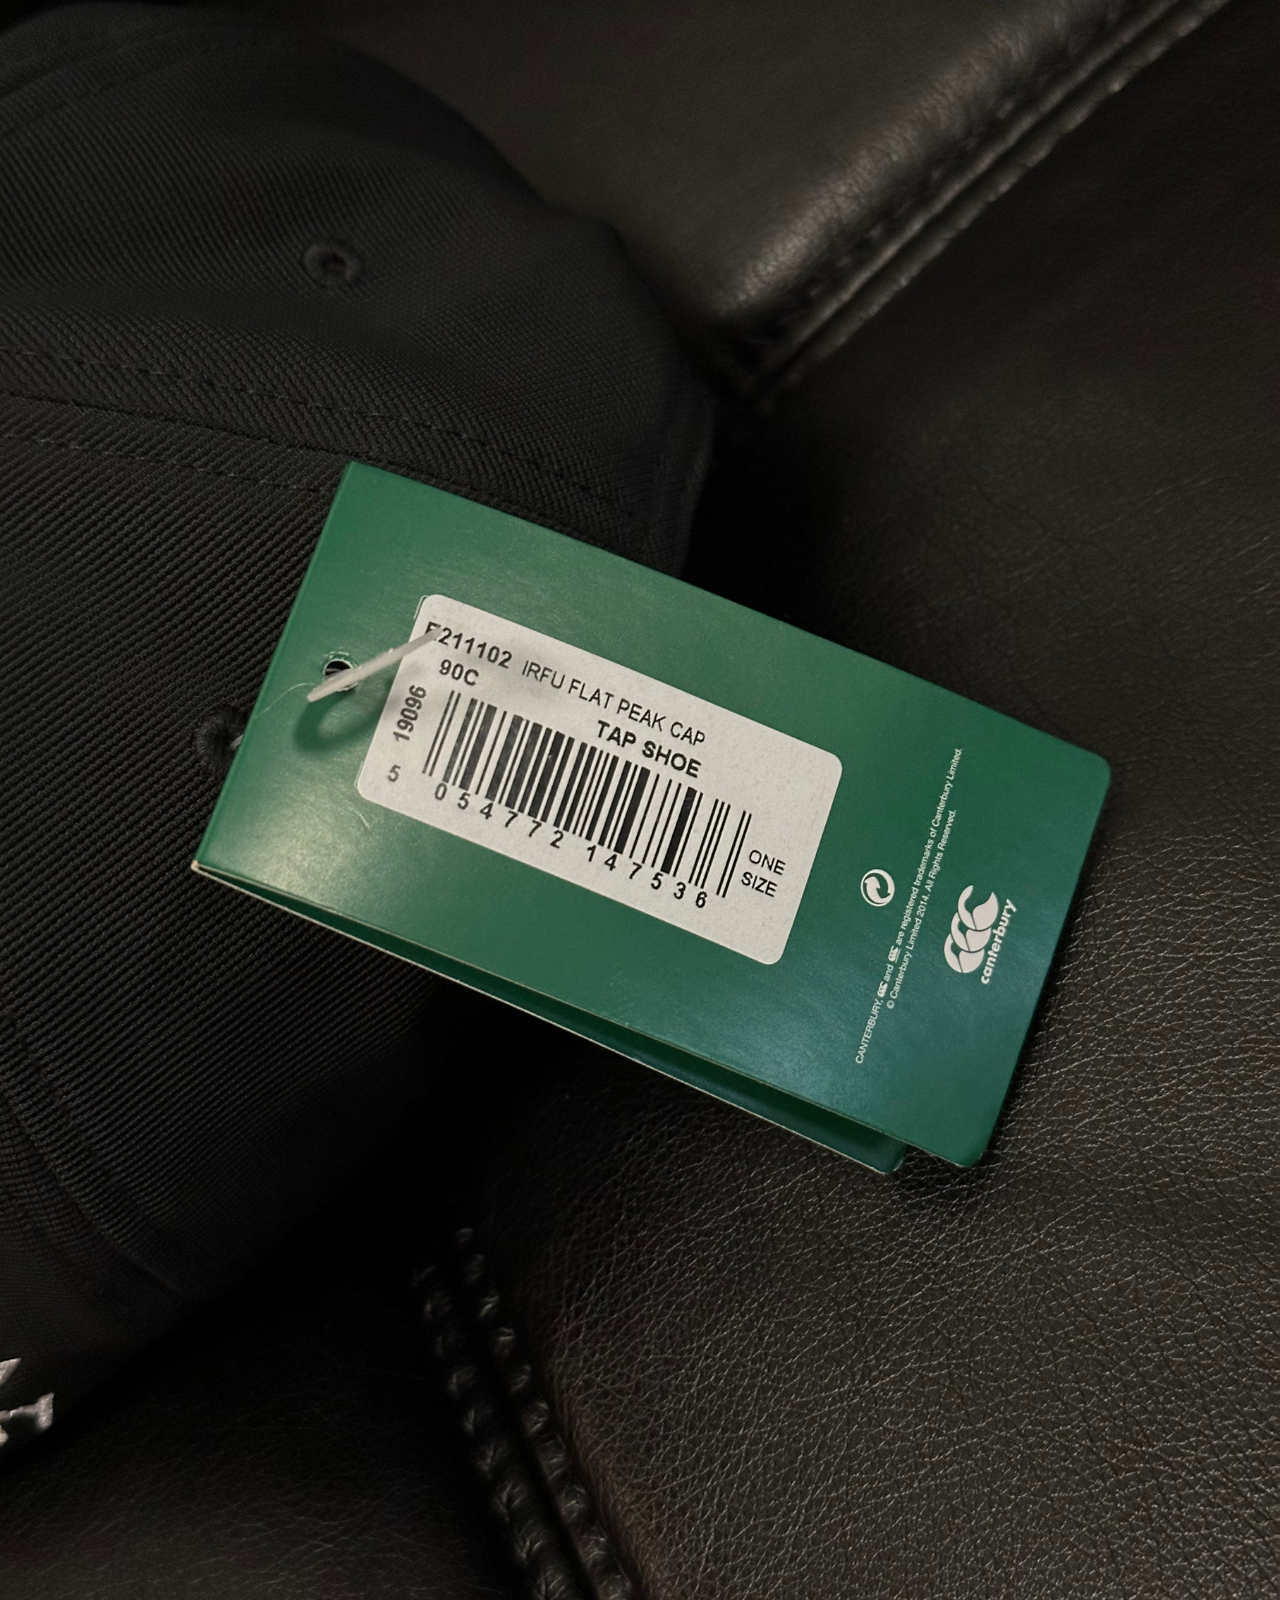 E211102 IRFU FLAT PEAK CAP
90C
TAP SHOE
19096
5 054772 147536
ONE
SIZE
CANTERBURY, and are registered trademarks of Canterbury Limited.
© Canterbury Limited 2014. All Rights Reserved.
canterbury